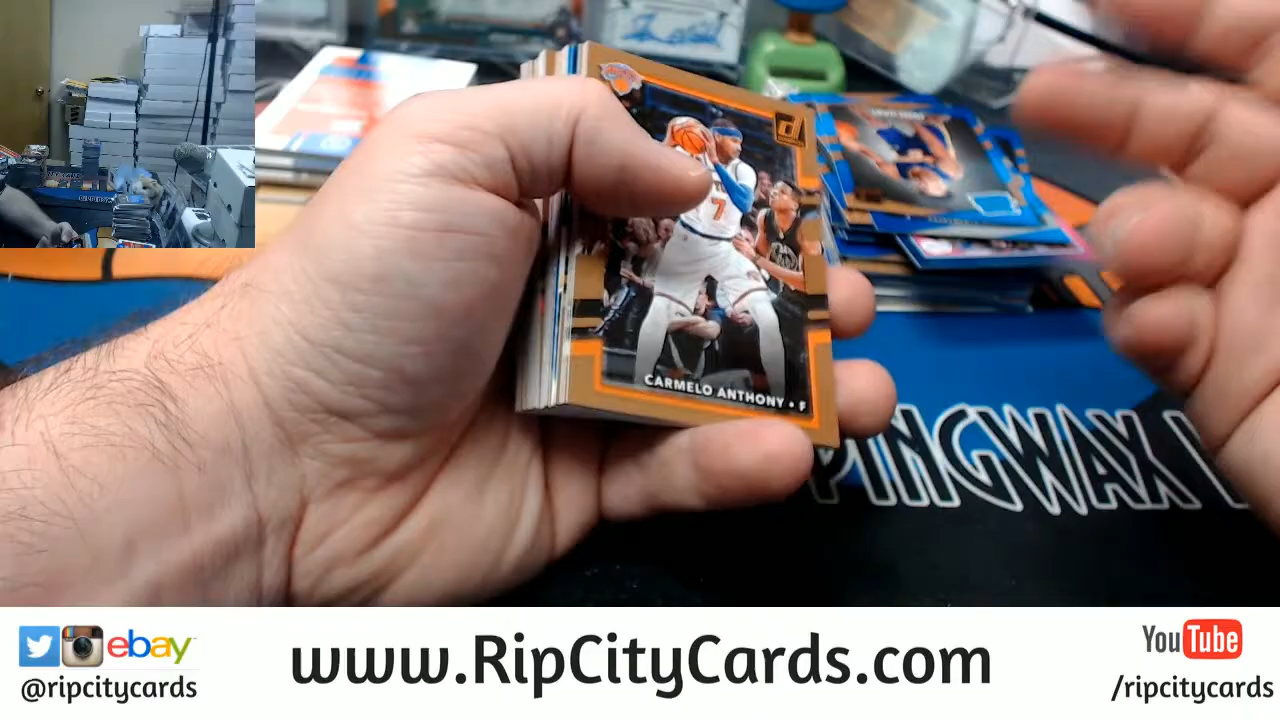 7
CARMELO ANTHONY • F
PINGWAX
ebay
@ripcitycards
www.RipCityCards.com
YouTube
/ripcitycards